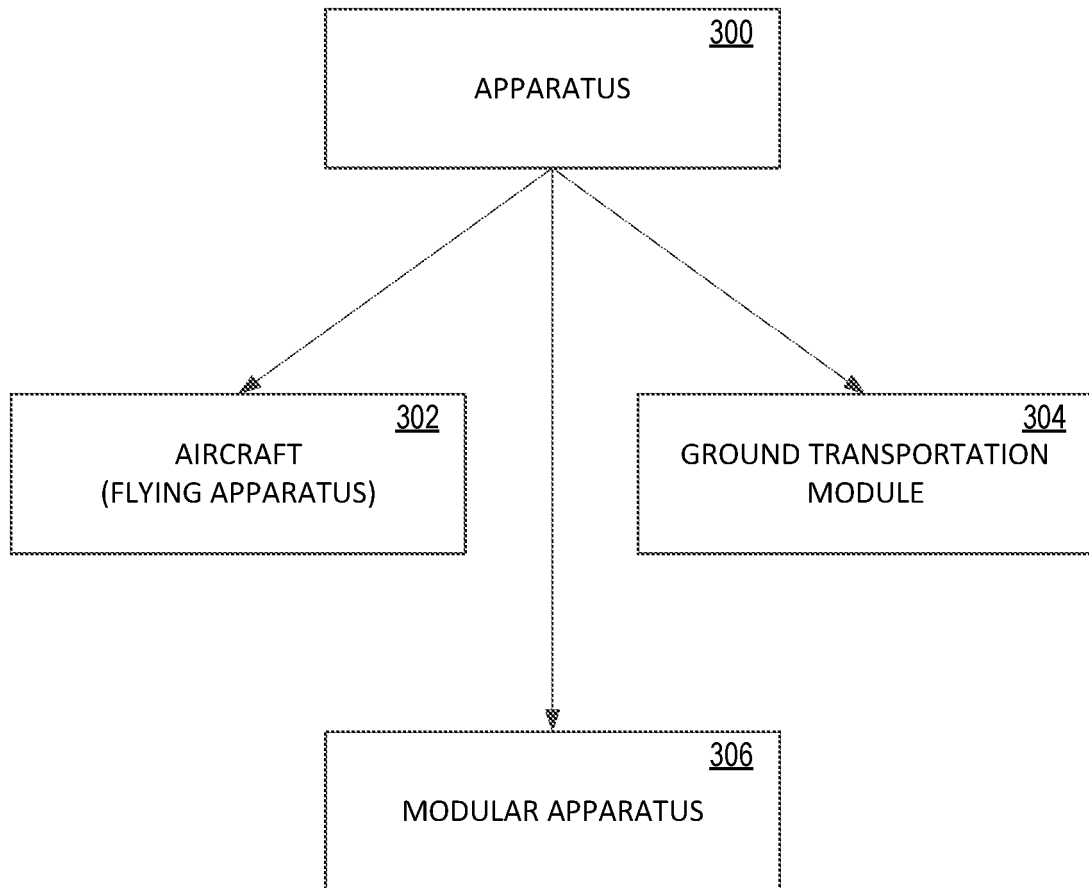 300
APPARATUS
302
AIRCRAFT
(FLYING APPARATUS)
304
GROUND TRANSPORTATION
MODULE
306
MODULAR APPARATUS